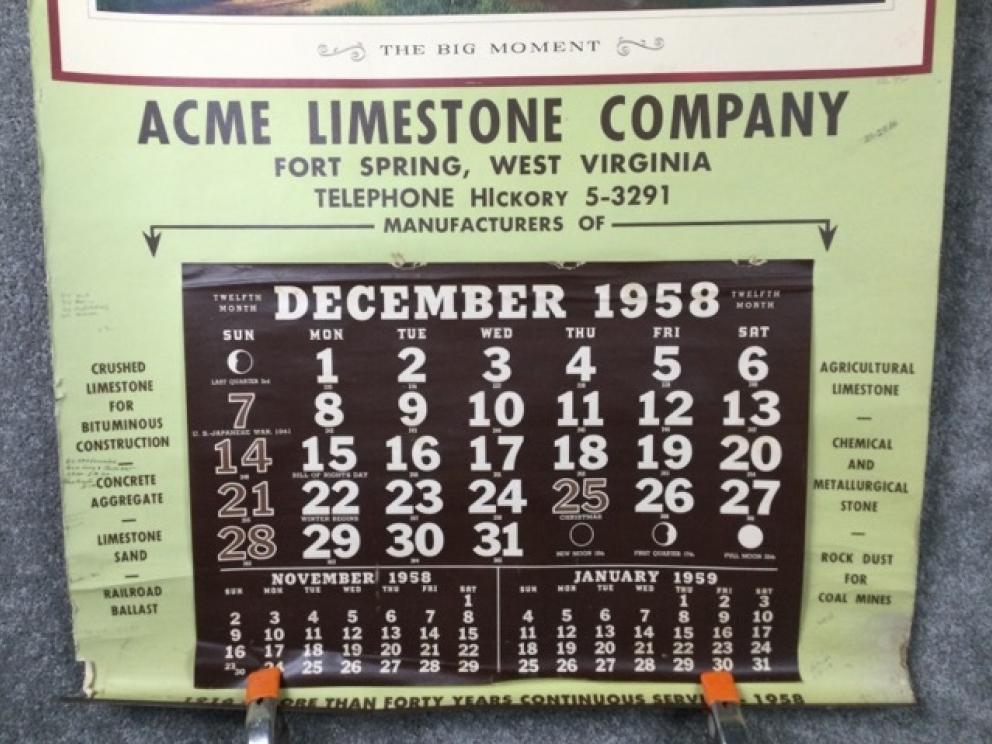 THE BIG MOMENT
ACME LIMESTONE COMPANY
FORT SPRING, WEST VIRGINIA
TELEPHONE HIckory 5-3291
MANUFACTURERS OF
CRUSHED
LIMESTONE
FOR
BITUMINOUS
CONSTRUCTION
—
CONCRETE
AGGREGATE
—
LIMESTONE
SAND
—
RAILROAD
BALLAST
TWELFTH
MONTH
DECEMBER 1958
TWELFTH
MONTH
SUN MON TUE WED THU FRI SAT
1 2 3 4 5 6
LAST QUARTER 3rd
7 8 9 10 11 12 13
U. S.-JAPANESE WAR, 1941
14 15 16 17 18 19 20
BILL OF RIGHTS DAY
21 22 23 24 25 26 27
WINTER BEGINS CHRISTMAS
28 29 30 31
NEW MOON FIRST QUARTER FULL MOON
NOVEMBER 1958
SUN MON TUE WED THU FRI SAT
1
2 3 4 5 6 7 8
9 10 11 12 13 14 15
16 17 18 19 20 21 22
23/30 24 25 26 27 28 29
JANUARY 1959
SUN MON TUE WED THU FRI SAT
1 2 3
4 5 6 7 8 9 10
11 12 13 14 15 16 17
18 19 20 21 22 23 24
25 26 27 28 29 30 31
AGRICULTURAL
LIMESTONE
—
CHEMICAL
AND
METALLURGICAL
STONE
—
ROCK DUST
FOR
COAL MINES
THAN FORTY YEARS CONTINUOUS 1958